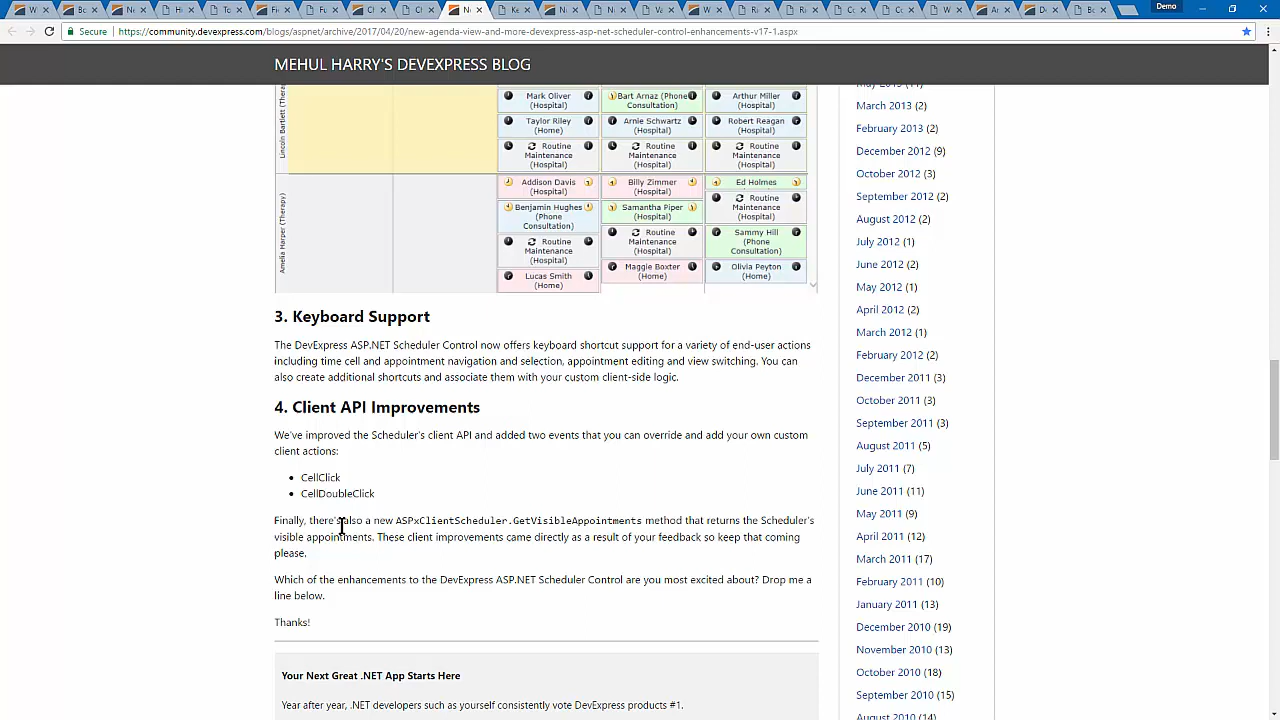 Demo
Secure
https://community.devexpress.com/blogs/aspnet/archive/2017/04/20/new-agenda-view-and-more-devexpress-asp-net-scheduler-control-enhancements-v17-1.aspx
MEHUL HARRY'S DEVEXPRESS BLOG
Mark Oliver (Hospital)
Bart Arnaz (Phone Consultation)
Arthur Miller (Hospital)
Taylor Riley (Home)
Arnie Schwartz (Hospital)
Robert Reagan (Hospital)
Routine Maintenance (Hospital)
Routine Maintenance (Hospital)
Routine Maintenance (Hospital)
Lincoln Bartlett
Addison Davis (Hospital)
Billy Zimmer (Hospital)
Ed Holmes
Benjamin Hughes (Phone Consultation)
Samantha Piper (Hospital)
Routine Maintenance (Hospital)
Routine Maintenance (Hospital)
Routine Maintenance (Hospital)
Sammy Hill (Phone Consultation)
Lucas Smith (Home)
Maggie Boxter (Home)
Olivia Peyton (Home)
Amelia Harper (Therapy)
3. Keyboard Support
The DevExpress ASP.NET Scheduler Control now offers keyboard shortcut support for a variety of end-user actions
including time cell and appointment navigation and selection, appointment editing and view switching. You can
also create additional shortcuts and associate them with your custom client-side logic.
4. Client API Improvements
We've improved the Scheduler's client API and added two events that you can override and add your own custom
client actions:
CellClick
CellDoubleClick
Finally, there's also a new ASPxClientScheduler.GetVisibleAppointments method that returns the Scheduler's
visible appointments. These client improvements came directly as a result of your feedback so keep that coming
please.
Which of the enhancements to the DevExpress ASP.NET Scheduler Control are you most excited about? Drop me a
line below.
Thanks!
Your Next Great .NET App Starts Here
Year after year, .NET developers such as yourself consistently vote DevExpress products #1.
March 2013 (2)
February 2013 (2)
December 2012 (9)
October 2012 (3)
September 2012 (2)
August 2012 (2)
July 2012 (1)
June 2012 (2)
May 2012 (1)
April 2012 (2)
March 2012 (1)
February 2012 (2)
December 2011 (3)
October 2011 (3)
September 2011 (3)
August 2011 (5)
July 2011 (7)
June 2011 (11)
May 2011 (9)
April 2011 (12)
March 2011 (17)
February 2011 (10)
January 2011 (13)
December 2010 (19)
November 2010 (13)
October 2010 (18)
September 2010 (15)
August 2010 (14)